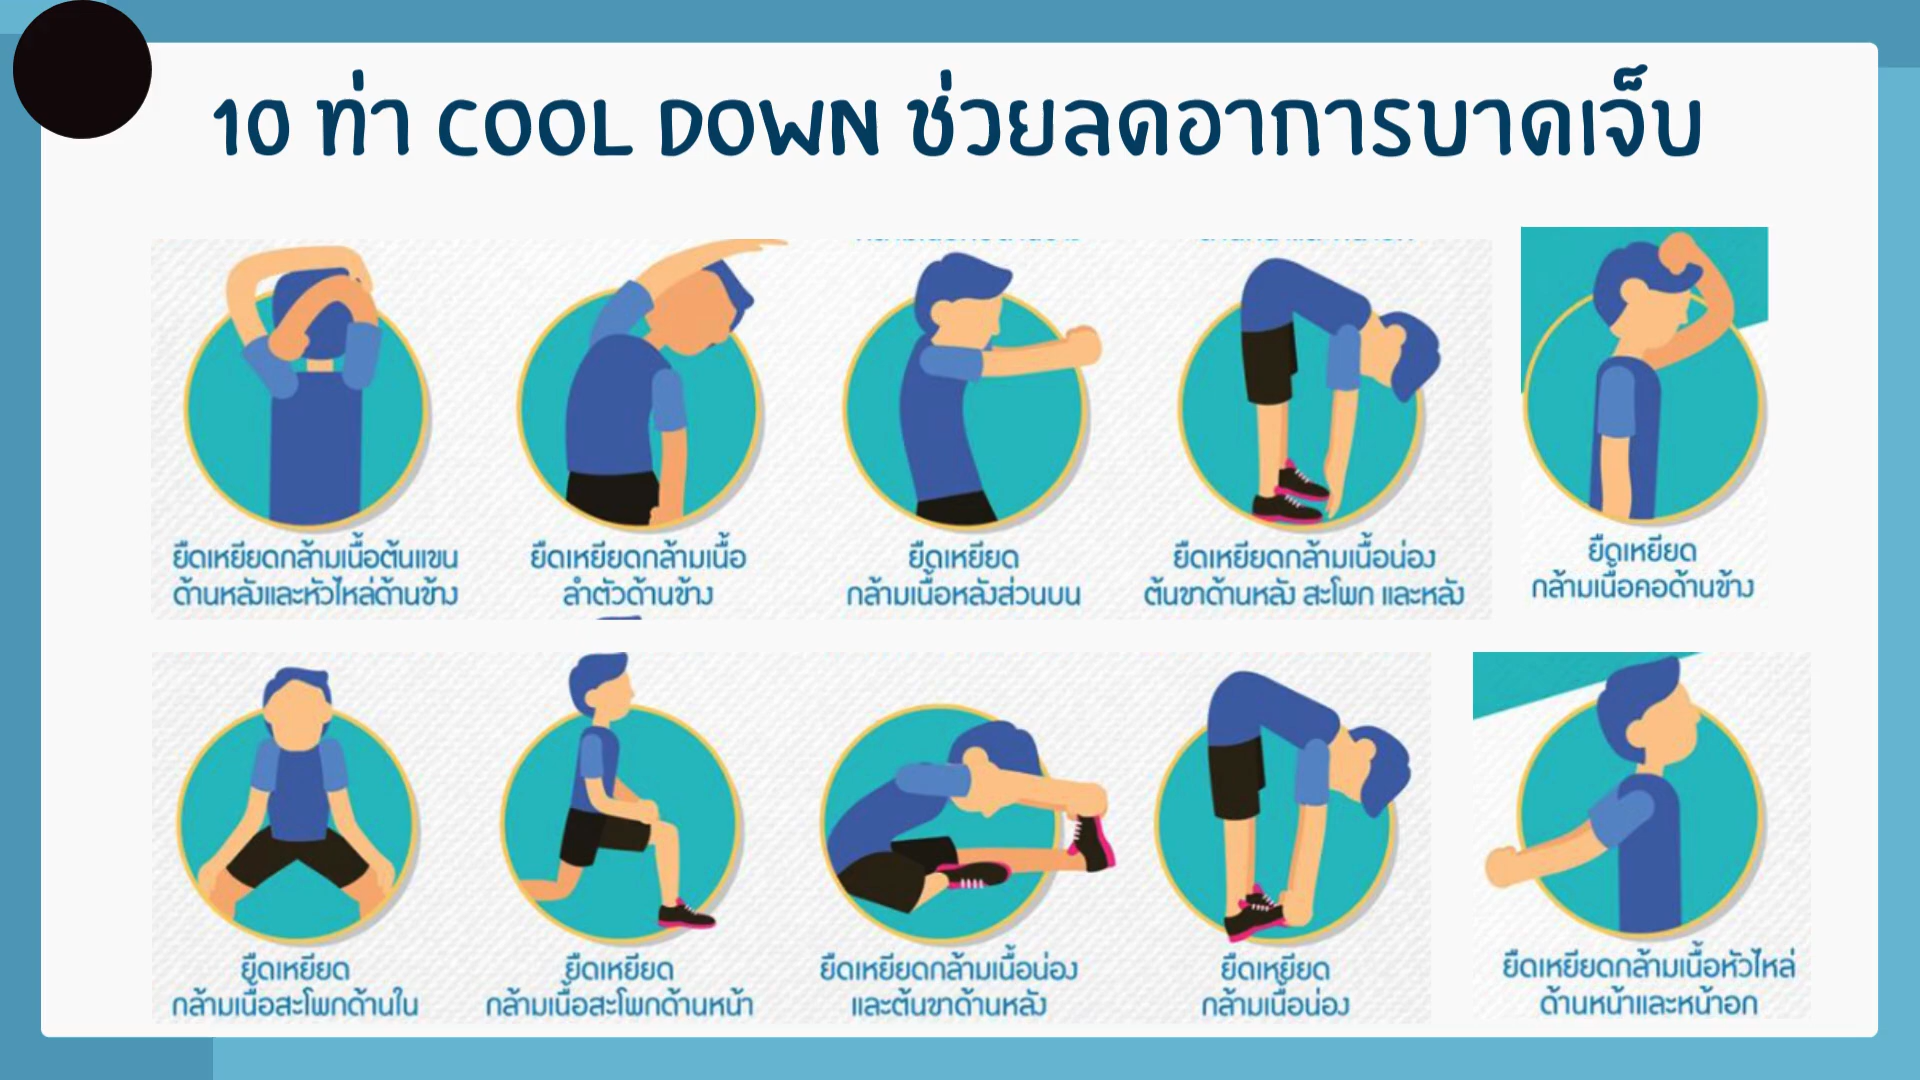 10 ท่า COOL DOWN ช่วยลดอาการบาดเจ็บ
ยืดเหยียดกล้ามเนื้อต้นแขน
ด้านหลังและหัวไหล่ด้านข้าง
ยืดเหยียดกล้ามเนื้อ
ลำตัวด้านข้าง
ยืดเหยียด
กล้ามเนื้อหลังส่วนบน
ยืดเหยียดกล้ามเนื้อน่อง
ต้นขาด้านหลัง สะโพก และหลัง
ยืดเหยียด
กล้ามเนื้อคอด้านข้าง
ยืดเหยียด
กล้ามเนื้อสะโพกด้านใน
ยืดเหยียด
กล้ามเนื้อสะโพกด้านหน้า
ยืดเหยียดกล้ามเนื้อน่อง
และต้นขาด้านหลัง
ยืดเหยียด
กล้ามเนื้อน่อง
ยืดเหยียดกล้ามเนื้อหัวไหล่
ด้านหน้าและหน้าอก